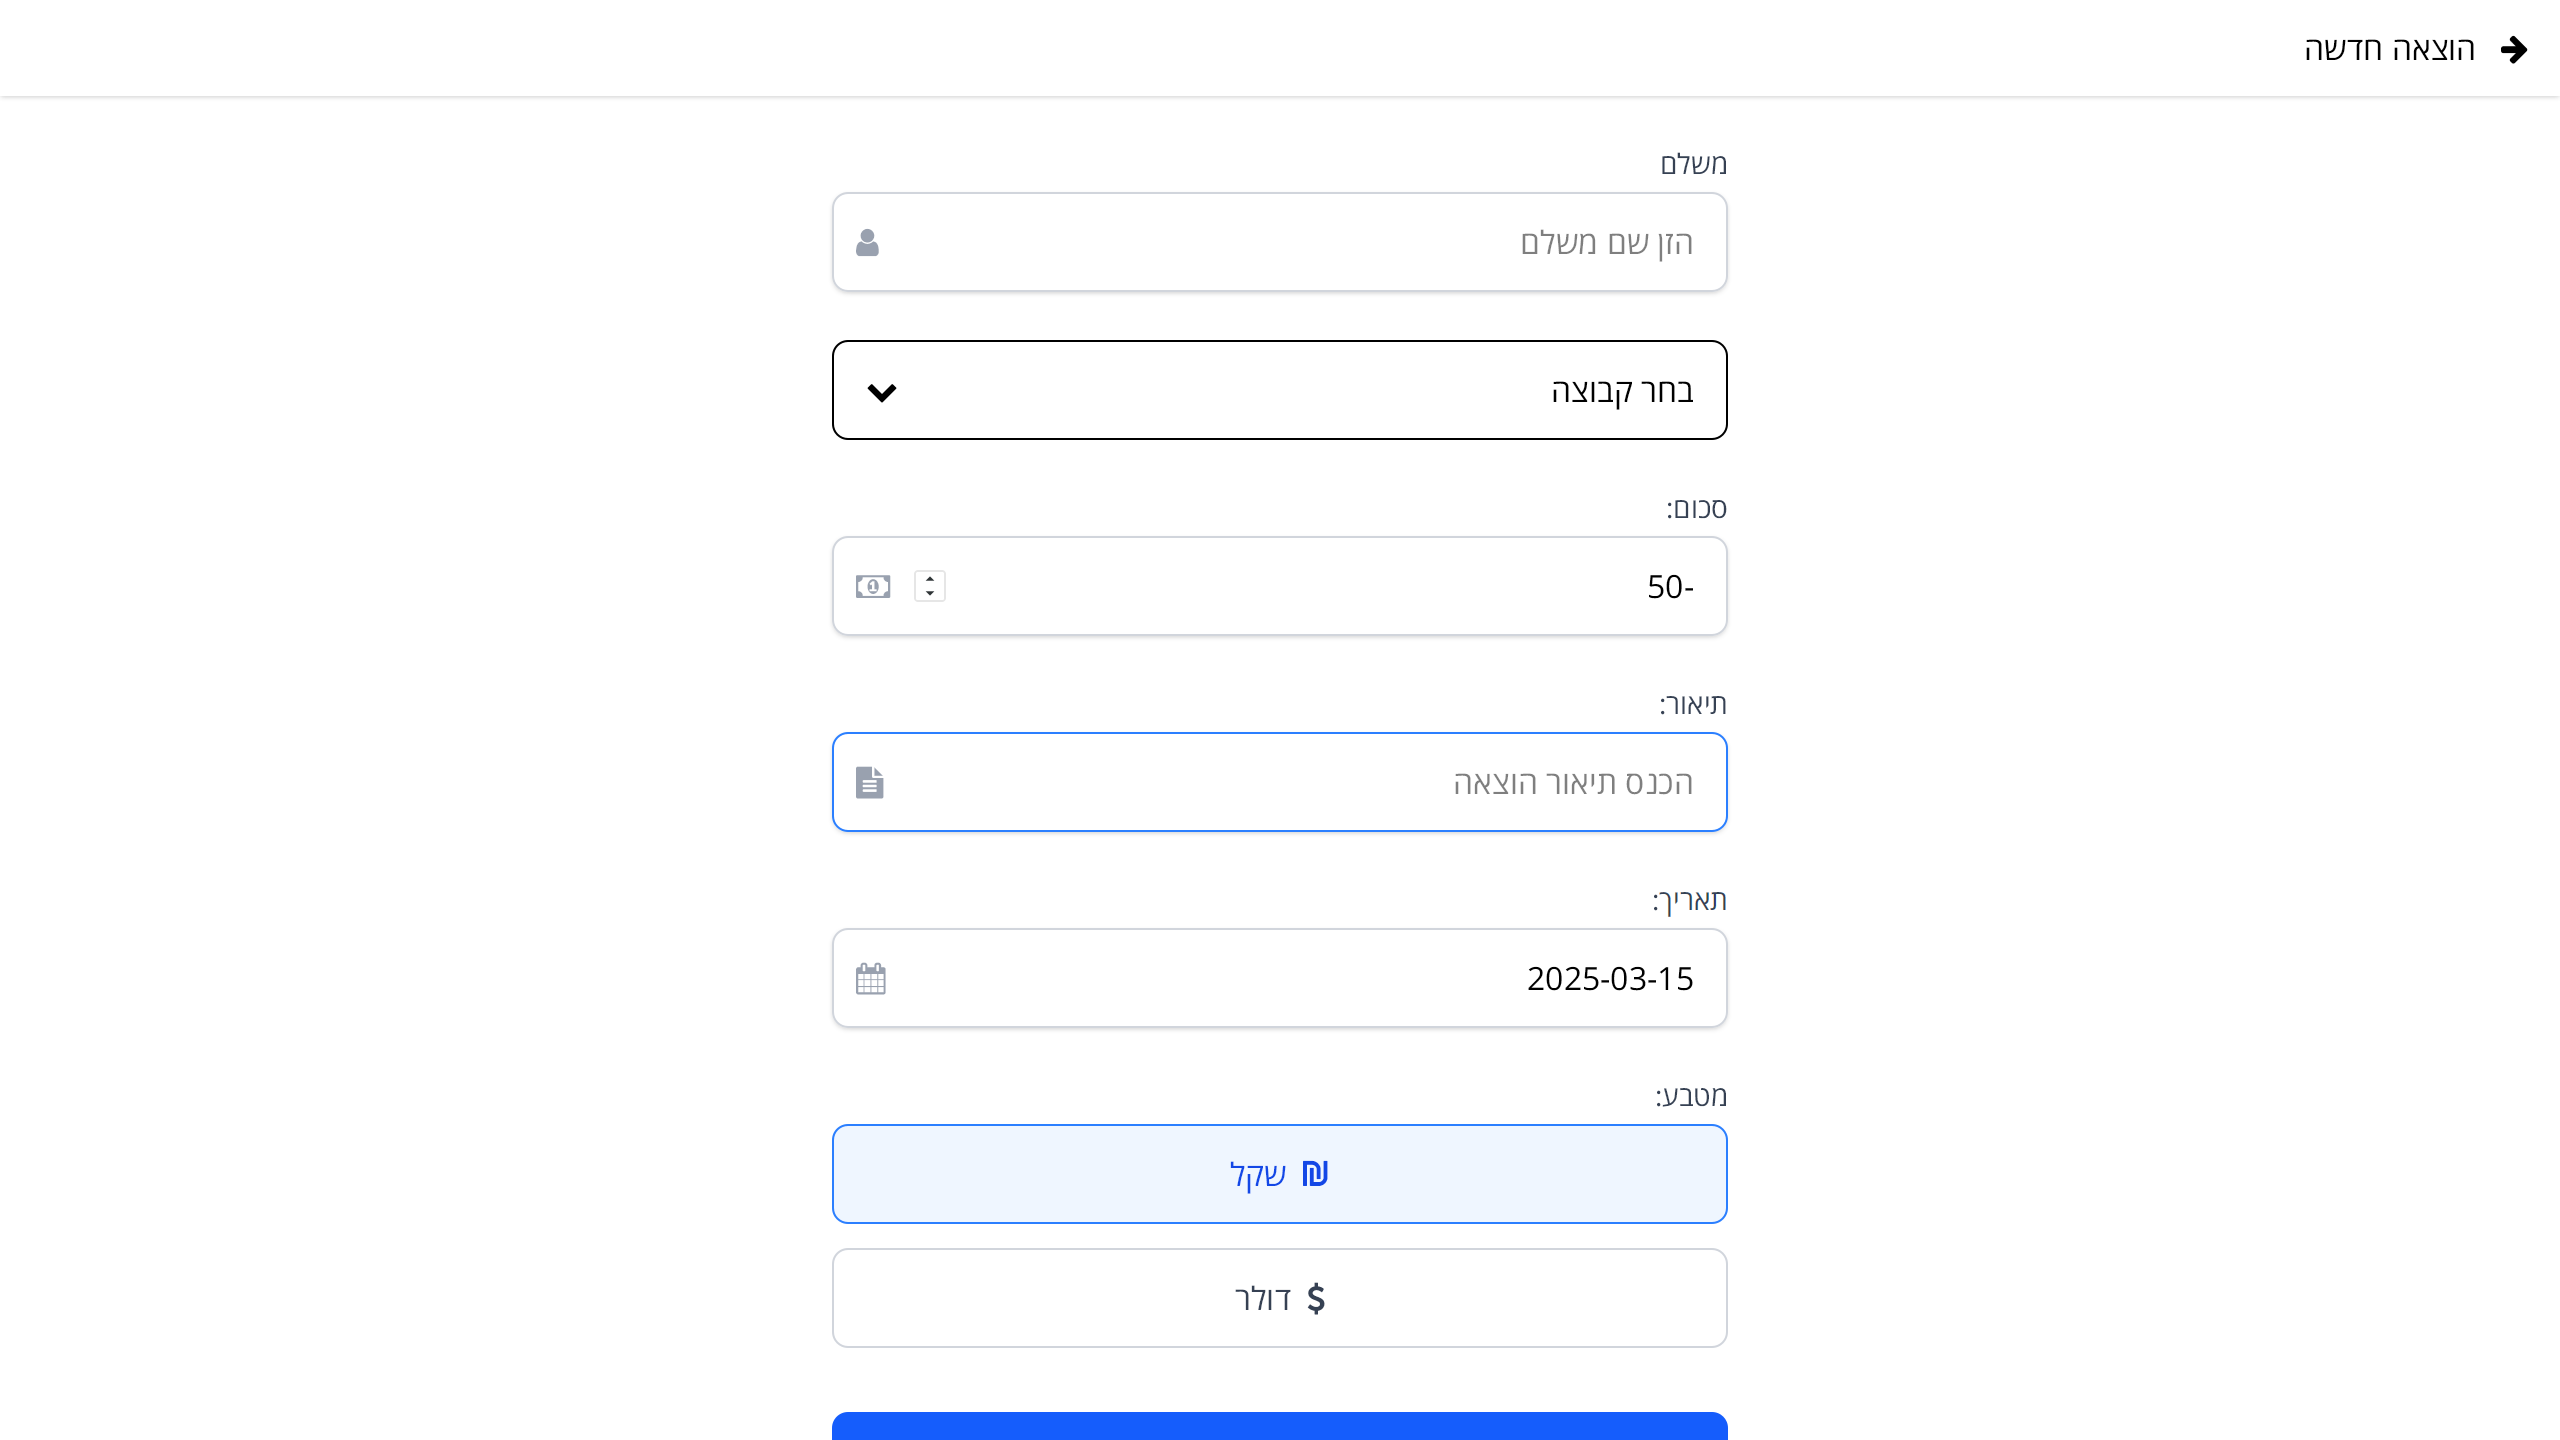 הוצאה חדשה
משלם
הזן שם משלם
בחר קבוצה
סכום:
50-
תיאור:
הכנס תיאור הוצאה
תאריך:
2025-03-15
מטבע:
₪ שקל
$ דולר